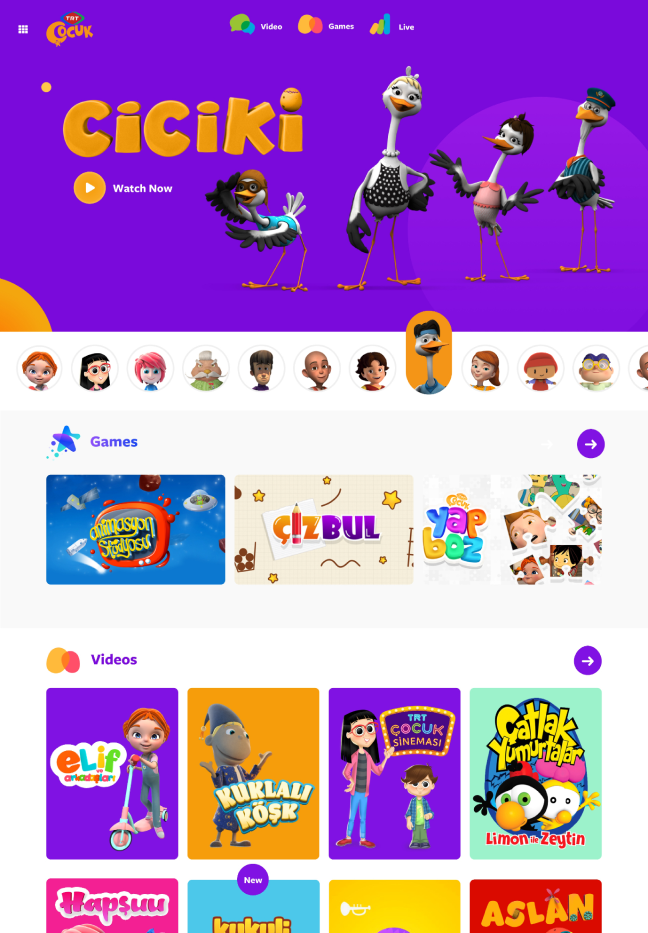 TRT
ÇOCUK
Video
Games
Live
CiCiKi
Watch Now
Games
animasyon
Stüdyosu
ÇİZBUL
ÇOCUK
yap
boz
Videos
eLiF
ve
arkadaşları
KUKLALI
KÖŞK
TRT
ÇOCUK
SİNEMASI
Çatlak
Yumurtalar
Limon ile Zeytin
New
Hapşuu
kukuli
ASLAN